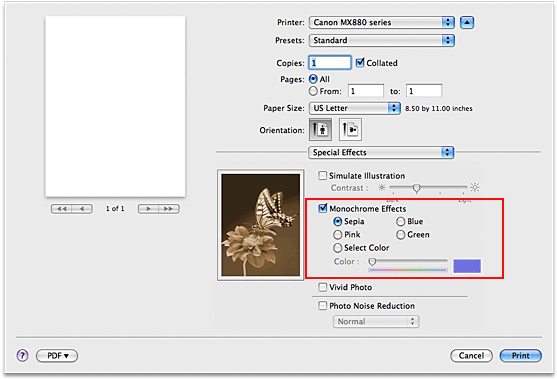 Printer: Canon MX880 series
Presets: Standard
Copies: 1 Collated
Pages: All
From: 1 to: 1
Paper Size: US Letter 8.50 by 11.00 inches
Orientation:
Special Effects
1 of 1
Simulate Illustration
Contrast :
Dark Light
Monochrome Effects
Sepia Blue
Pink Green
Select Color
Color :
Vivid Photo
Photo Noise Reduction
Normal
? PDF ▾ Cancel Print